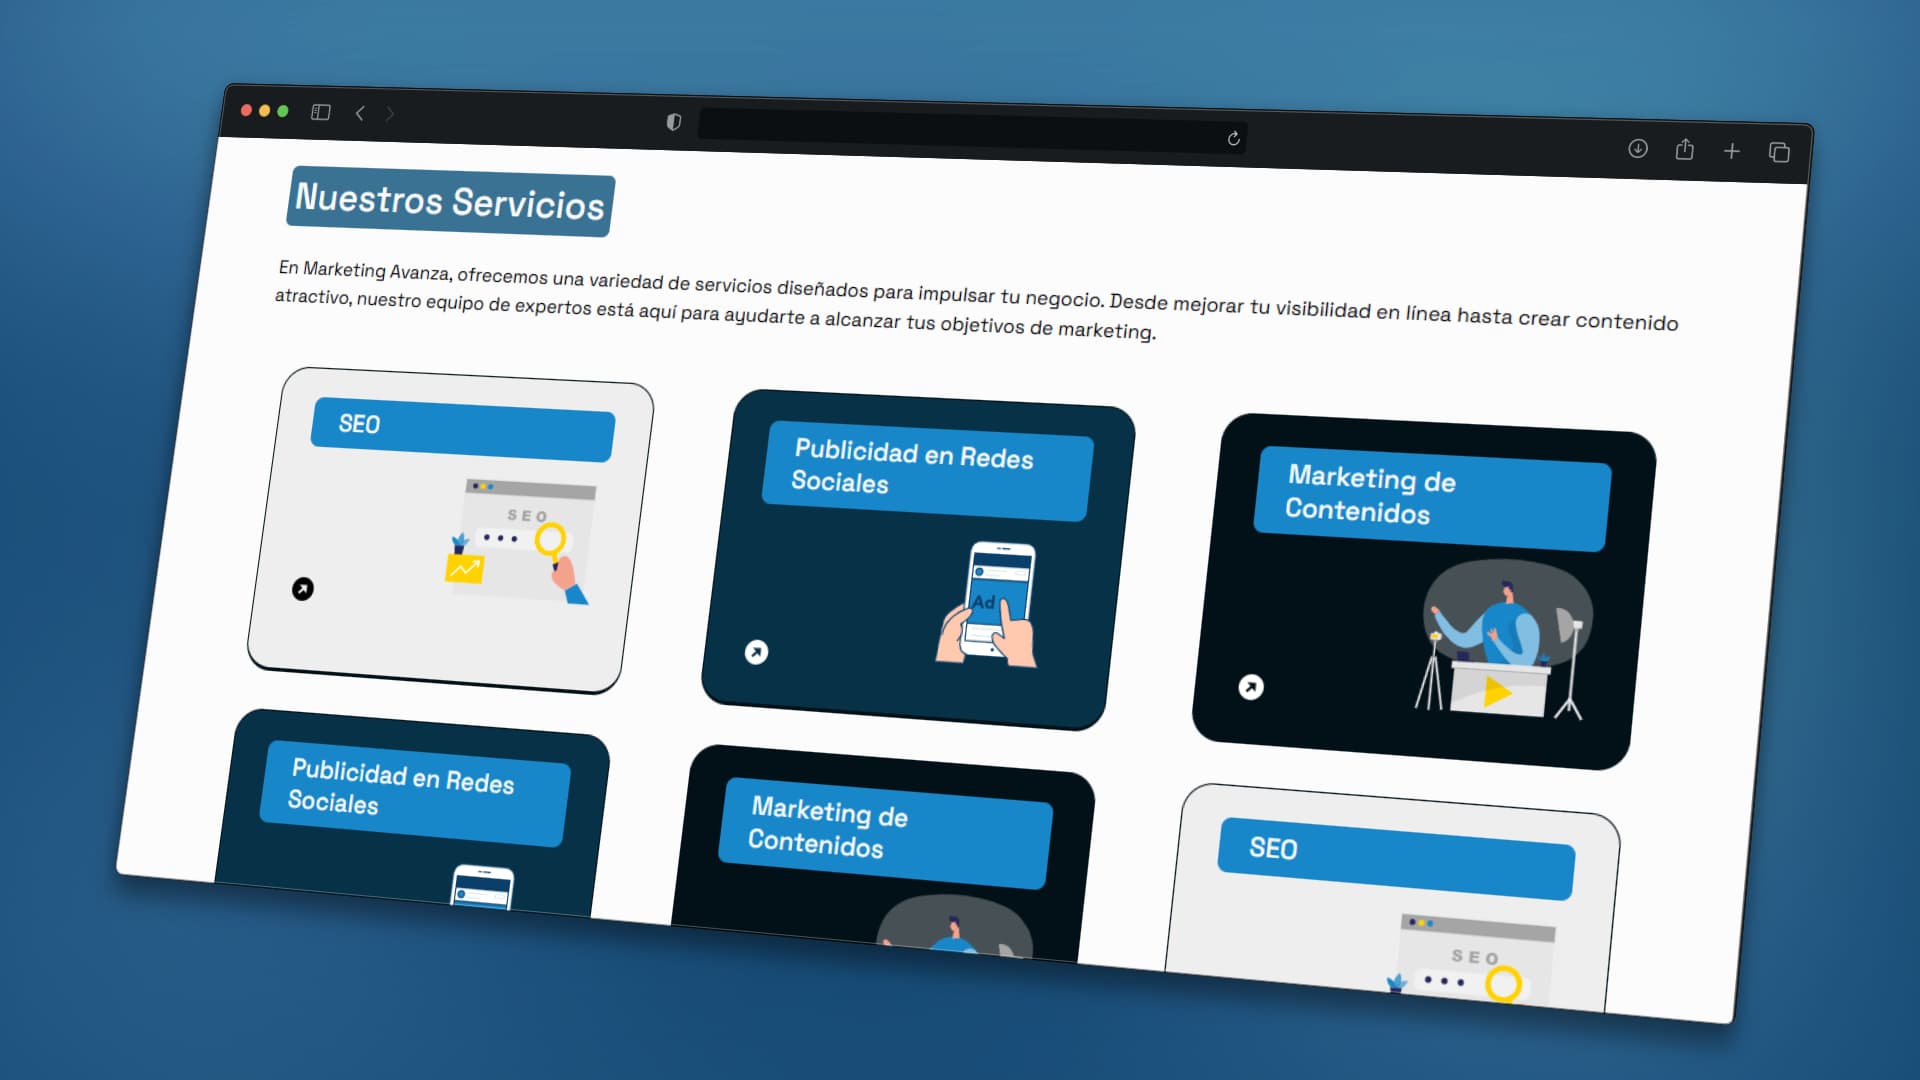 Nuestros Servicios
En Marketing Avanza, ofrecemos una variedad de servicios diseñados para impulsar tu negocio. Desde mejorar tu visibilidad en línea hasta crear contenido
atractivo, nuestro equipo de expertos está aquí para ayudarte a alcanzar tus objetivos de marketing.
SEO
SEO
Publicidad en Redes
Sociales
Ad
Marketing de
Contenidos
Publicidad en Redes
Sociales
Marketing de
Contenidos
SEO
SEO